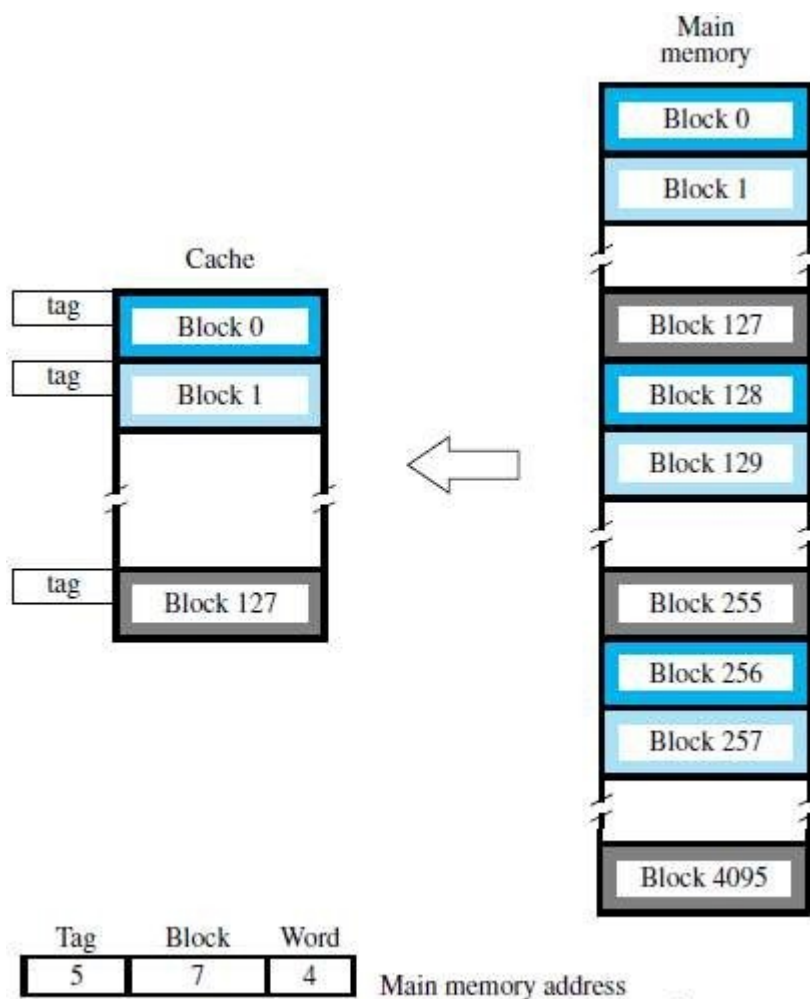 Main
memory
Block 0
Block 1
Block 127
Block 128
Block 129
Block 255
Block 256
Block 257
Block 4095
Cache
tag
Block 0
tag
Block 1
tag
Block 127
Tag Block Word
5 7 4 Main memory address